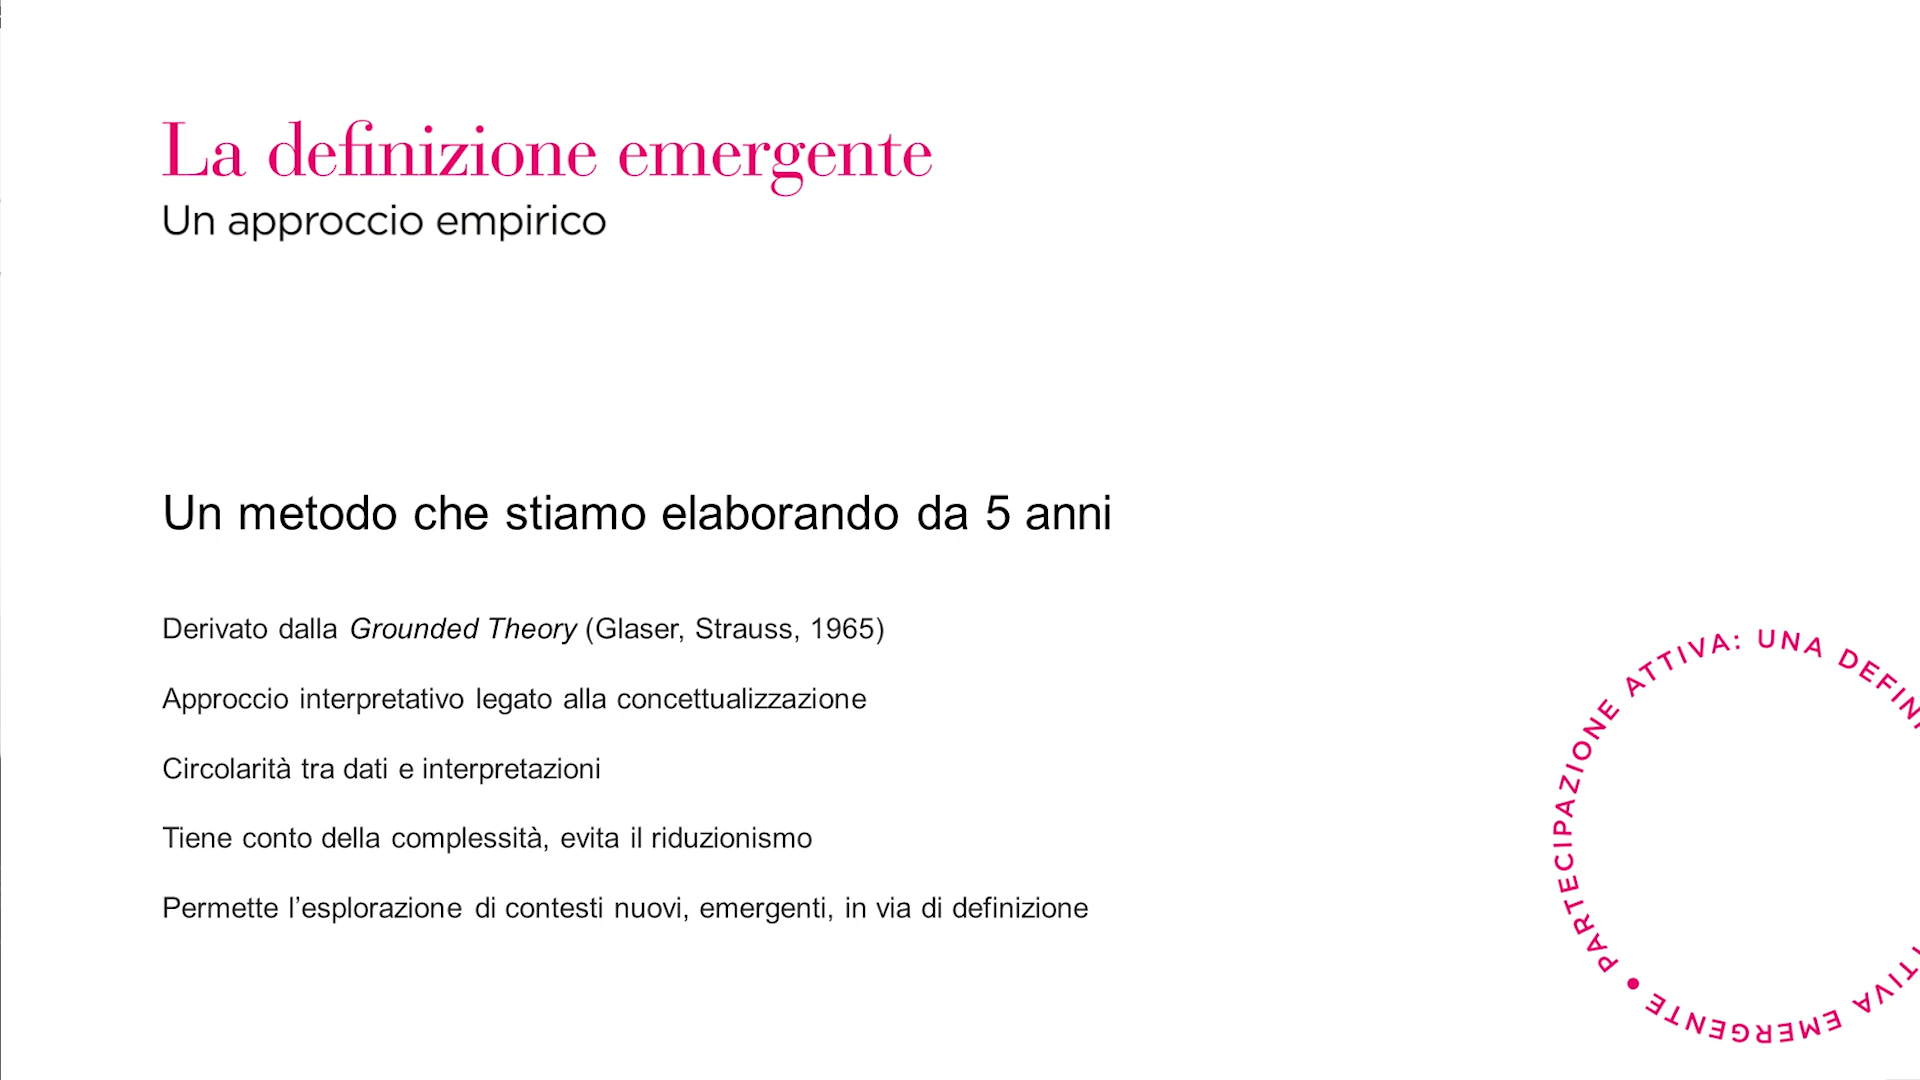 La definizione emergente
Un approccio empirico
Un metodo che stiamo elaborando da 5 anni
Derivato dalla Grounded Theory (Glaser, Strauss, 1965)
Approccio interpretativo legato alla concettualizzazione
Circolarità tra dati e interpretazioni
Tiene conto della complessità, evita il riduzionismo
Permette l’esplorazione di contesti nuovi, emergenti, in via di definizione
PARTECIPAZIONE ATTIVA: UNA
EMERGENTE •